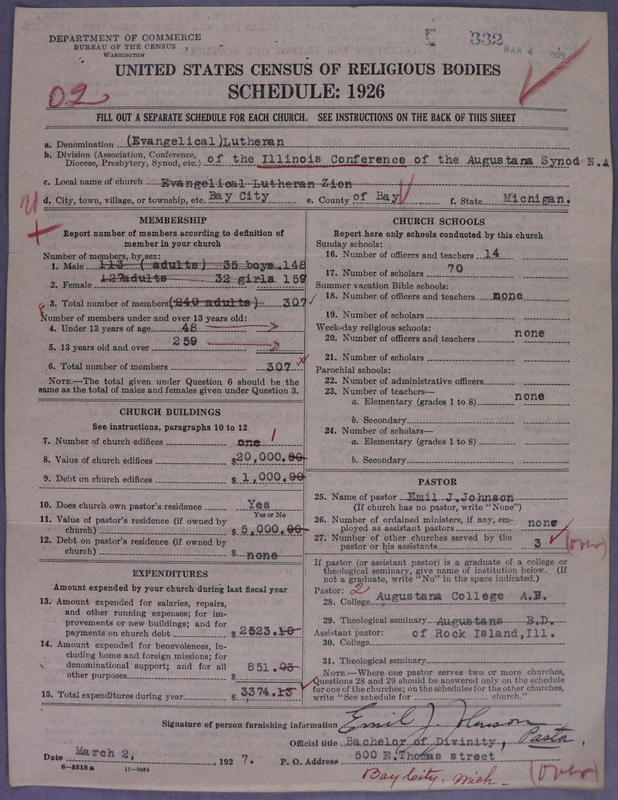 DEPARTMENT OF COMMERCE
BUREAU OF THE CENSUS
WASHINGTON
332
MAR 4 1927
UNITED STATES CENSUS OF RELIGIOUS BODIES
SCHEDULE: 1926
02
FILL OUT A SEPARATE SCHEDULE FOR EACH CHURCH. SEE INSTRUCTIONS ON THE BACK OF THIS SHEET
a. Denomination (Evangelical)Lutheran
b. Division (Association, Conference, Diocese, Presbytery, Synod, etc.) of the Illinois Conference of the Augustana Synod N.A
c. Local name of church Evangelical Lutheran Zion
d. City, town, village, or township, etc. Bay City e. County of Bay f. State Michigan.
MEMBERSHIP
Report number of members according to definition of
member in your church
Number of members, by sex:
1. Male 113 ( adults) 35 boys 148
2. Female 127adults 32 girls 159
3. Total number of members (240 adults) 307
Number of members under and over 13 years old:
4. Under 13 years of age 48
5. 13 years old and over 259
6. Total number of members 307
NOTE.—The total given under Question 6 should be the
same as the total of males and females given under Question 3.
CHURCH BUILDINGS
See instructions, paragraphs 10 to 12
7. Number of church edifices one 1
8. Value of church edifices $20,000.00
9. Debt on church edifices $ 1,000.00
10. Does church own pastor's residence Yes
Yes or No
11. Value of pastor's residence (if owned by
church) $ 5,000.00
12. Debt on pastor's residence (if owned by
church) $ none
EXPENDITURES
Amount expended by your church during last fiscal year
13. Amount expended for salaries, repairs,
and other running expenses; for im-
provements or new buildings; and for
payments on church debt $ 2523.10
14. Amount expended for benevolences, in-
cluding home and foreign missions; for
denominational support; and for all
other purposes $ 851.03
15. Total expenditures during year $ 3374.13
CHURCH SCHOOLS
Report here only schools conducted by this church
Sunday schools:
16. Number of officers and teachers 14
17. Number of scholars 70
Summer vacation Bible schools:
18. Number of officers and teachers none
19. Number of scholars
Week-day religious schools:
20. Number of officers and teachers none
21. Number of scholars
Parochial schools:
22. Number of administrative officers
23. Number of teachers—
a. Elementary (grades 1 to 8) none
b. Secondary
24. Number of scholars—
a. Elementary (grades 1 to 8)
b. Secondary
PASTOR
25. Name of pastor Emil J.Johnson
(If church has no pastor, write "None")
26. Number of ordained ministers, if any, em-
ployed as assistant pastors none
27. Number of other churches served by the
pastor or his assistants 3 (over)
If pastor (or assistant pastor) is a graduate of a college or
theological seminary, give name of institution below. (If
not a graduate, write "No" in the space indicated.)
Pastor: 2
28. College Augustana College A.B.
29. Theological seminary Augustana B.D.
Assistant pastor: of Rock Island,Ill.
30. College
31. Theological seminary
NOTE.—Where one pastor serves two or more churches,
Questions 28 and 29 should be answered only on the schedule
for one of the churches; on the schedules for the other churches,
write "See schedule for church."
Signature of person furnishing information Emil J. Johnson
Official title Bachelor of Divinity, Pastor
Date March 2, 1927. P. O. Address 500 E.Thomas street
8—5518 a 11—9054
Bay City, Mich. (over)